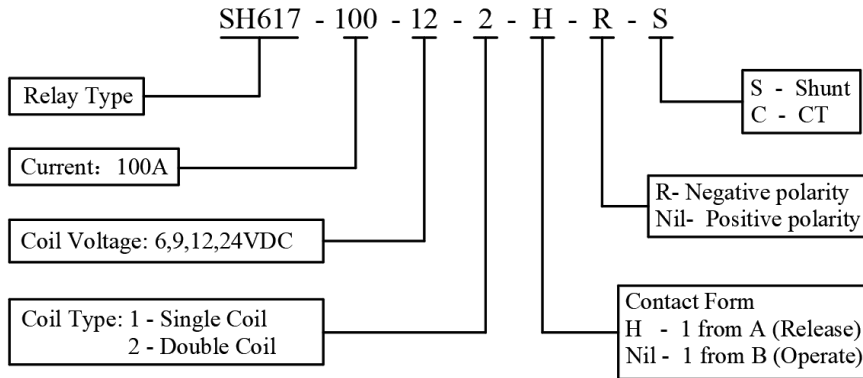 SH617 - 100 - 12 - 2 - H - R - S
Relay Type
Current: 100A
Coil Voltage: 6,9,12,24VDC
Coil Type: 1 - Single Coil
2 - Double Coil
S - Shunt
C - CT
R- Negative polarity
Nil- Positive polarity
Contact Form
H - 1 from A (Release)
Nil - 1 from B (Operate)